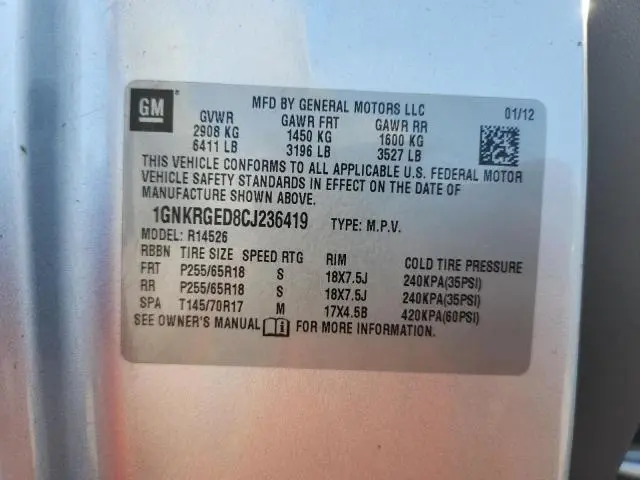 GM
MFD BY GENERAL MOTORS LLC 01/12
GVWR GAWR FRT GAWR RR
2908 KG 1450 KG 1600 KG
6411 LB 3196 LB 3527 LB
THIS VEHICLE CONFORMS TO ALL APPLICABLE U.S. FEDERAL MOTOR
VEHICLE SAFETY STANDARDS IN EFFECT ON THE DATE OF
MANUFACTURE SHOWN ABOVE.
1GNKRGED8CJ236419 TYPE: M.P.V.
MODEL: R14526
RBBN TIRE SIZE SPEED RTG RIM COLD TIRE PRESSURE
FRT P255/65R18 S 18X7.5J 240KPA(35PSI)
RR P255/65R18 S 18X7.5J 240KPA(35PSI)
SPA T145/70R17 M 17X4.5B 420KPA(60PSI)
SEE OWNER'S MANUAL FOR MORE INFORMATION.